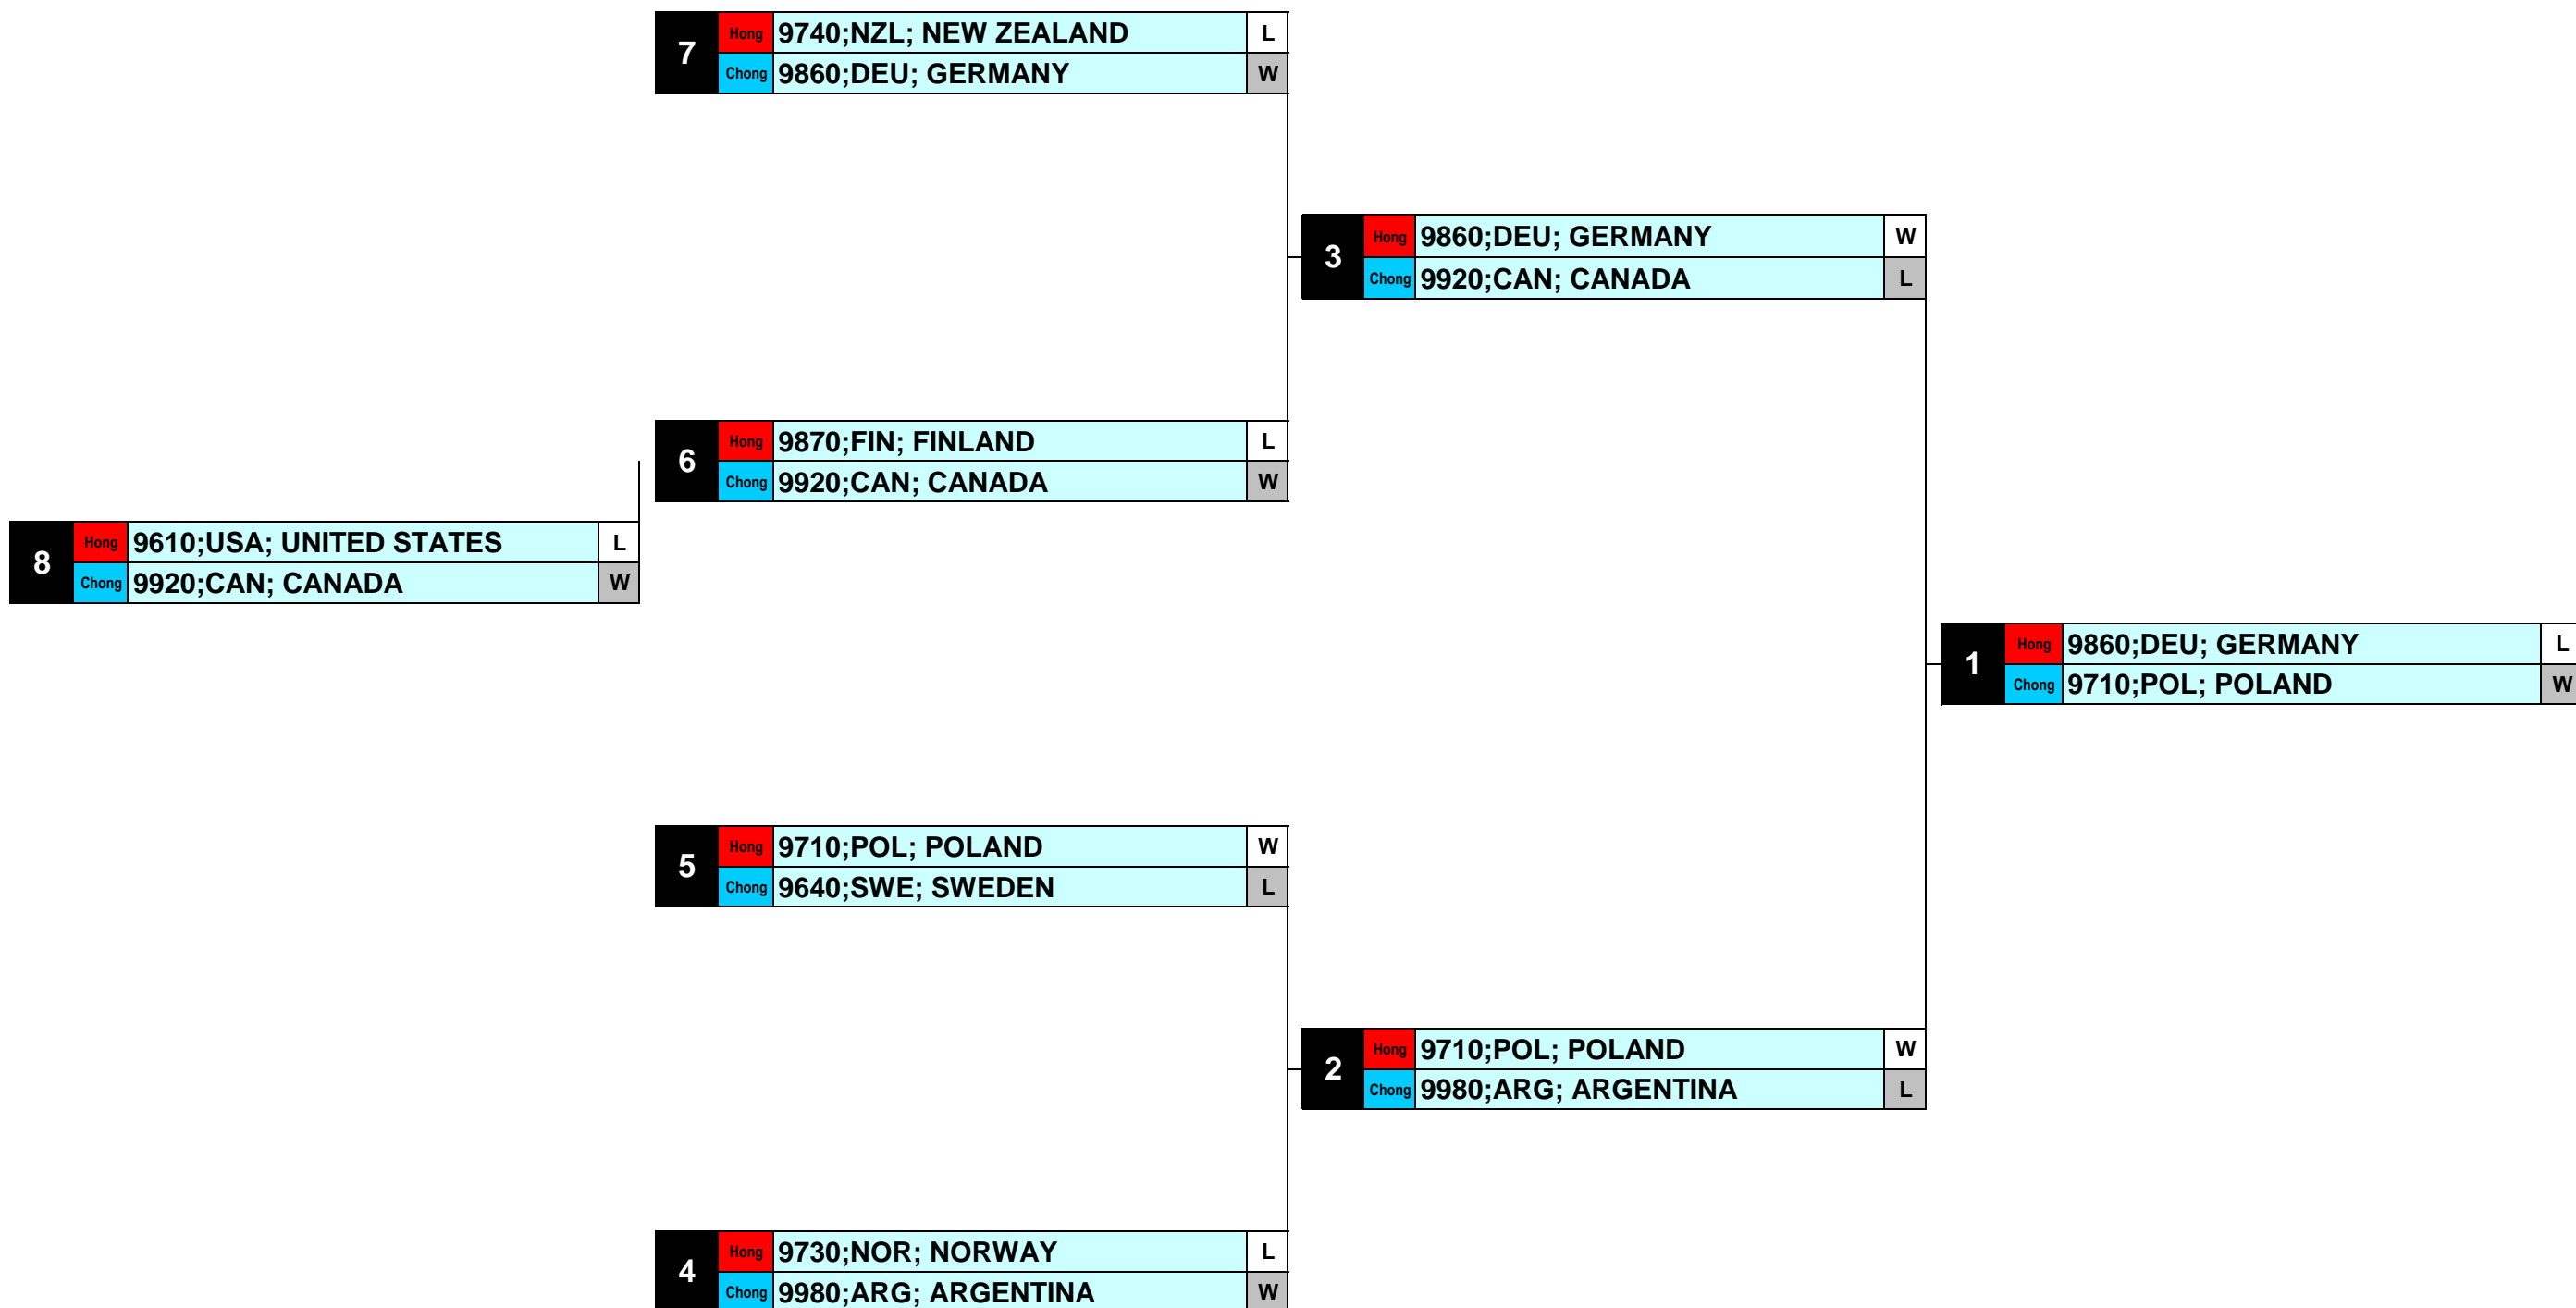 7
Hong 9740;NZL; NEW ZEALAND L
Chong 9860;DEU; GERMANY W
3
Hong 9860;DEU; GERMANY W
Chong 9920;CAN; CANADA L
6
Hong 9870;FIN; FINLAND L
Chong 9920;CAN; CANADA W
8
Hong 9610;USA; UNITED STATES L
Chong 9920;CAN; CANADA W
1
Hong 9860;DEU; GERMANY L
Chong 9710;POL; POLAND W
5
Hong 9710;POL; POLAND W
Chong 9640;SWE; SWEDEN L
2
Hong 9710;POL; POLAND W
Chong 9980;ARG; ARGENTINA L
4
Hong 9730;NOR; NORWAY L
Chong 9980;ARG; ARGENTINA W